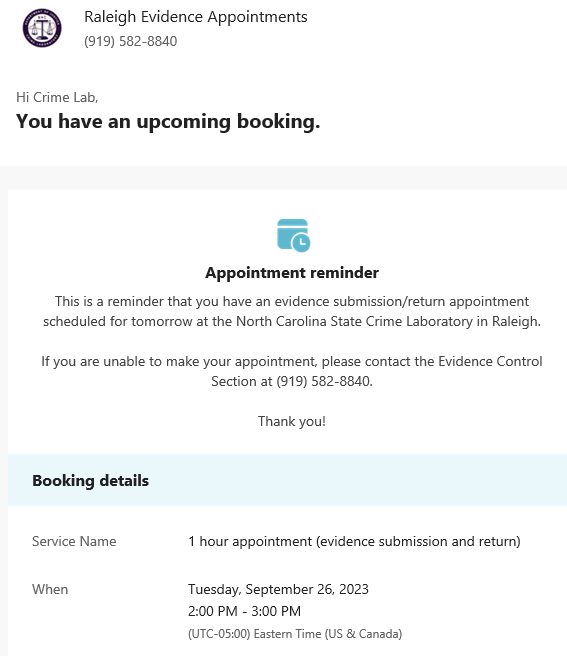 Raleigh Evidence Appointments
(919) 582-8840
Hi Crime Lab,
You have an upcoming booking.
Appointment reminder
This is a reminder that you have an evidence submission/return appointment
scheduled for tomorrow at the North Carolina State Crime Laboratory in Raleigh.
If you are unable to make your appointment, please contact the Evidence Control
Section at (919) 582-8840.
Thank you!
Booking details
Service Name
1 hour appointment (evidence submission and return)
When
Tuesday, September 26, 2023
2:00 PM - 3:00 PM
(UTC-05:00) Eastern Time (US & Canada)